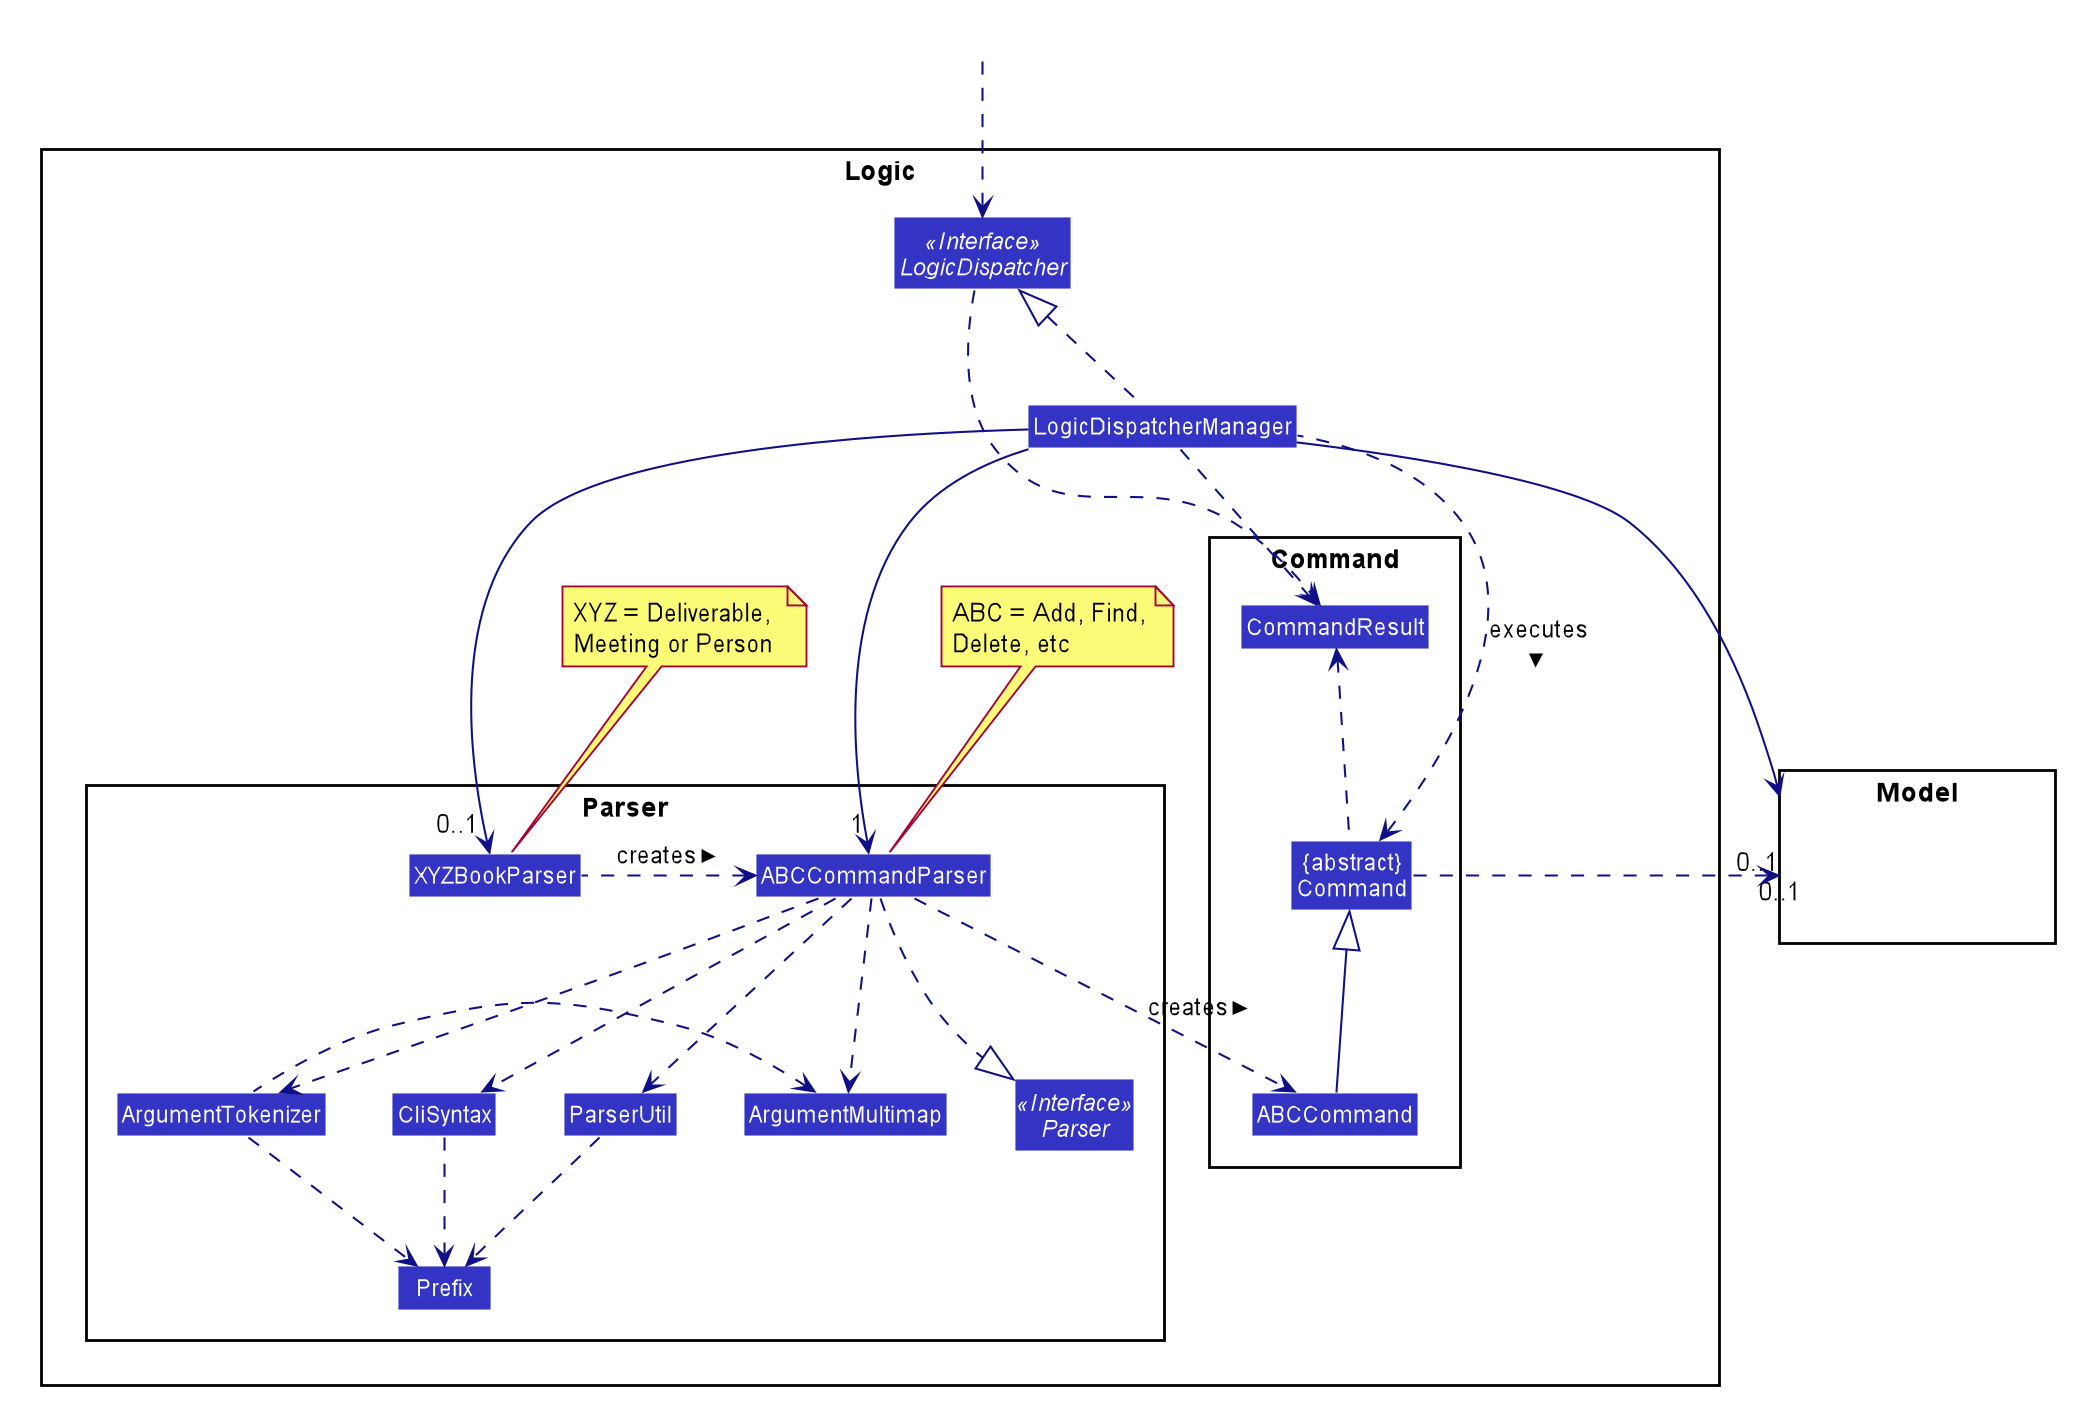 Logic
«Interface»
LogicDispatcher
LogicDispatcherManager
XYZ = Deliverable,
Meeting or Person
ABC = Add, Find,
Delete, etc
Command
CommandResult
executes
▼
Parser
Model
0..1
1
XYZBookParser
creates ►
ABCCommandParser
{abstract}
Command
0..1
0..1
creates ►
ArgumentTokenizer
CliSyntax
ParserUtil
ArgumentMultimap
«Interface»
Parser
ABCCommand
Prefix